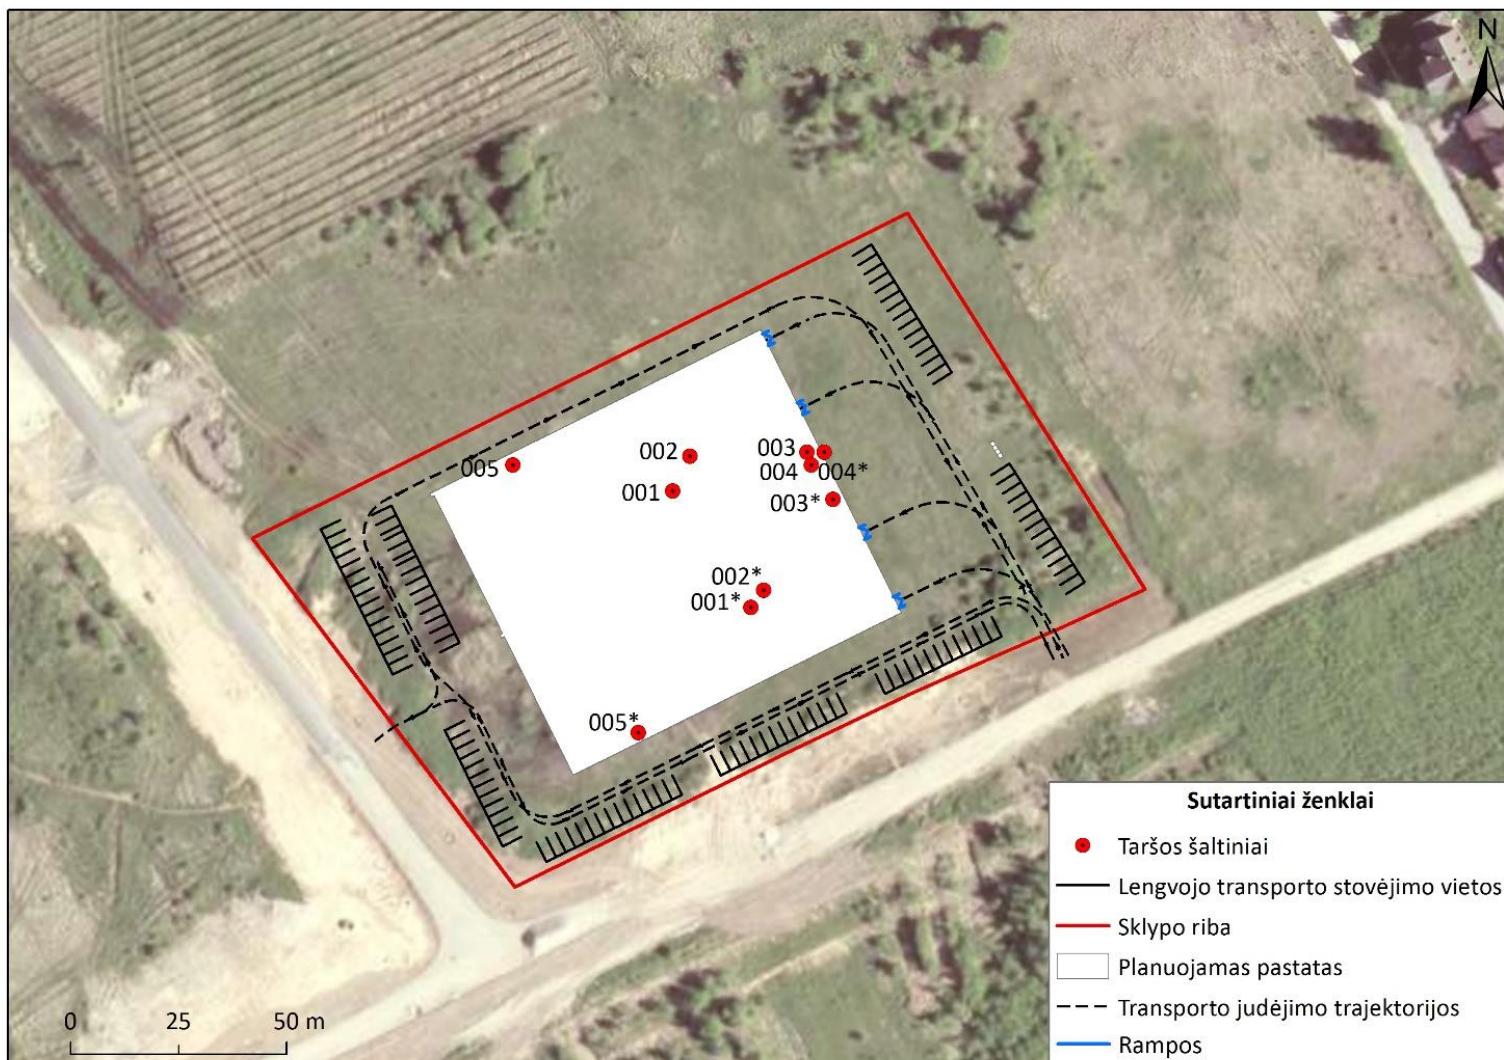 N
002
005
001
003
004
004*
003*
002*
001*
005*
Sutartiniai ženklai
Taršos šaltiniai
Lengvojo transporto stovėjimo vietos
Sklypo riba
Planuojamas pastatas
Transporto judėjimo trajektorijos
Rampos
0 25 50 m